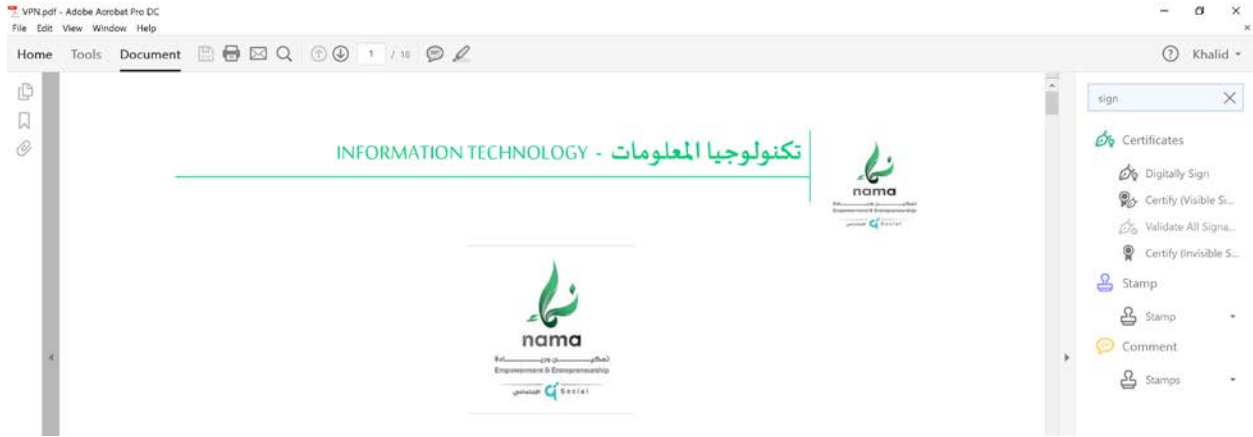 VPN.pdf - Adobe Acrobat Pro DC
File Edit View Window Help
Home Tools Document 1 / 16 Khalid
sign
تكنولوجيا المعلومات - INFORMATION TECHNOLOGY
nama
Empowerment & Entrepreneurship
Social
nama
Empowerment & Entrepreneurship
اجتماعي Social
Certificates
Digitally Sign
Certify (Visible Si...
Validate All Signa...
Certify (Invisible S...
Stamp
Stamp
Comment
Stamps